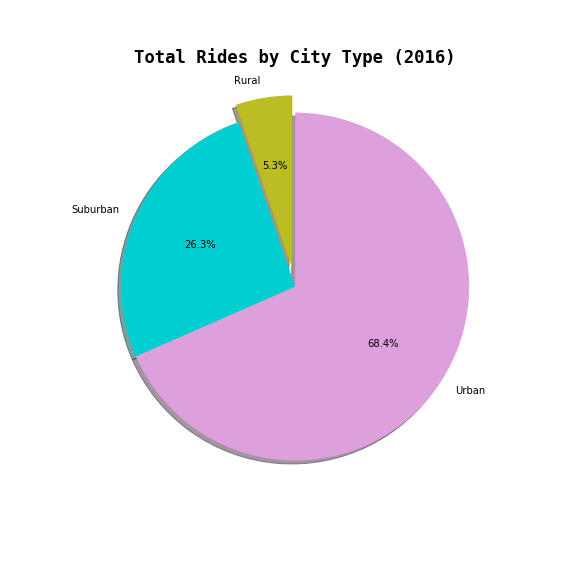 Total Rides by City Type (2016)
Rural
5.3%
Suburban
26.3%
68.4%
Urban